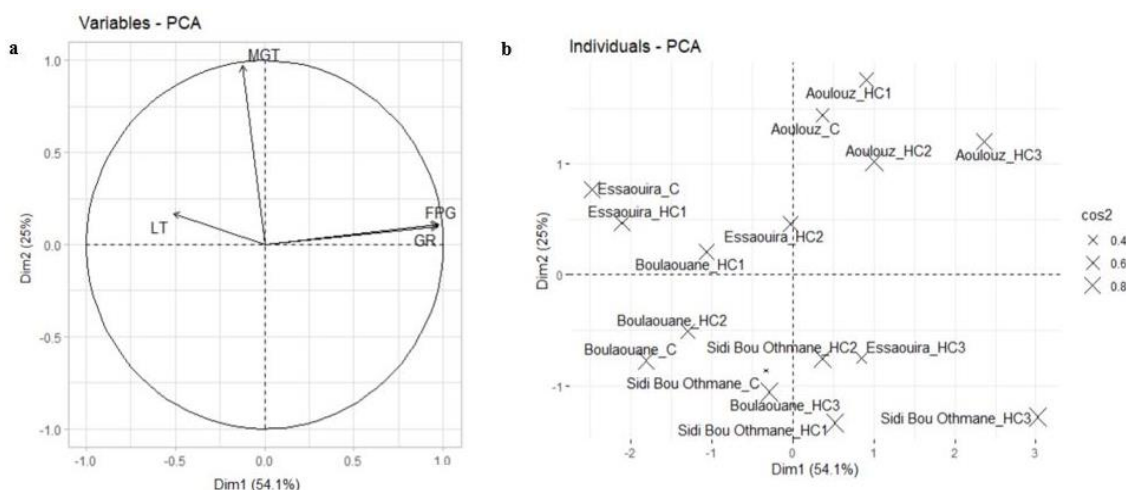 a
Variables - PCA
1.0
0.5
0.0
-0.5
-1.0
Dim2 (25%)
MGT
LT
FPG
GR
-1.0 -0.5 0.0 0.5 1.0
Dim1 (54.1%)
b
Individuals - PCA
Aoulouz_HC1
Aoulouz_C
Aoulouz_HC2
Aoulouz_HC3
Essaouira_C
Essaouira_HC1
Essaouira_HC2
Boulaouane_HC1
Boulaouane_HC2
Boulaouane_C
Sidi Bou Othmane_HC2
Essaouira_HC3
Sidi Bou Othmane_C
Boulaouane_HC3
Sidi Bou Othmane_HC1
Sidi Bou Othmane_HC3
1
0
-1
Dim2 (25%)
-2 -1 0 1 2 3
Dim1 (54.1%)
cos2
0.4
0.6
0.8